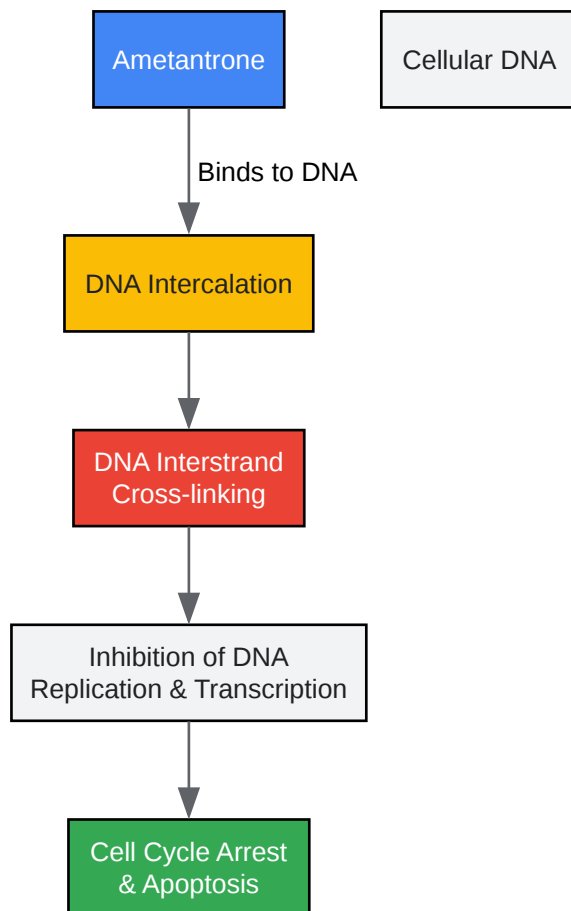 Ametantrone
Cellular DNA
Binds to DNA
DNA Intercalation
DNA Interstrand
Cross-linking
Inhibition of DNA
Replication & Transcription
Cell Cycle Arrest
& Apoptosis